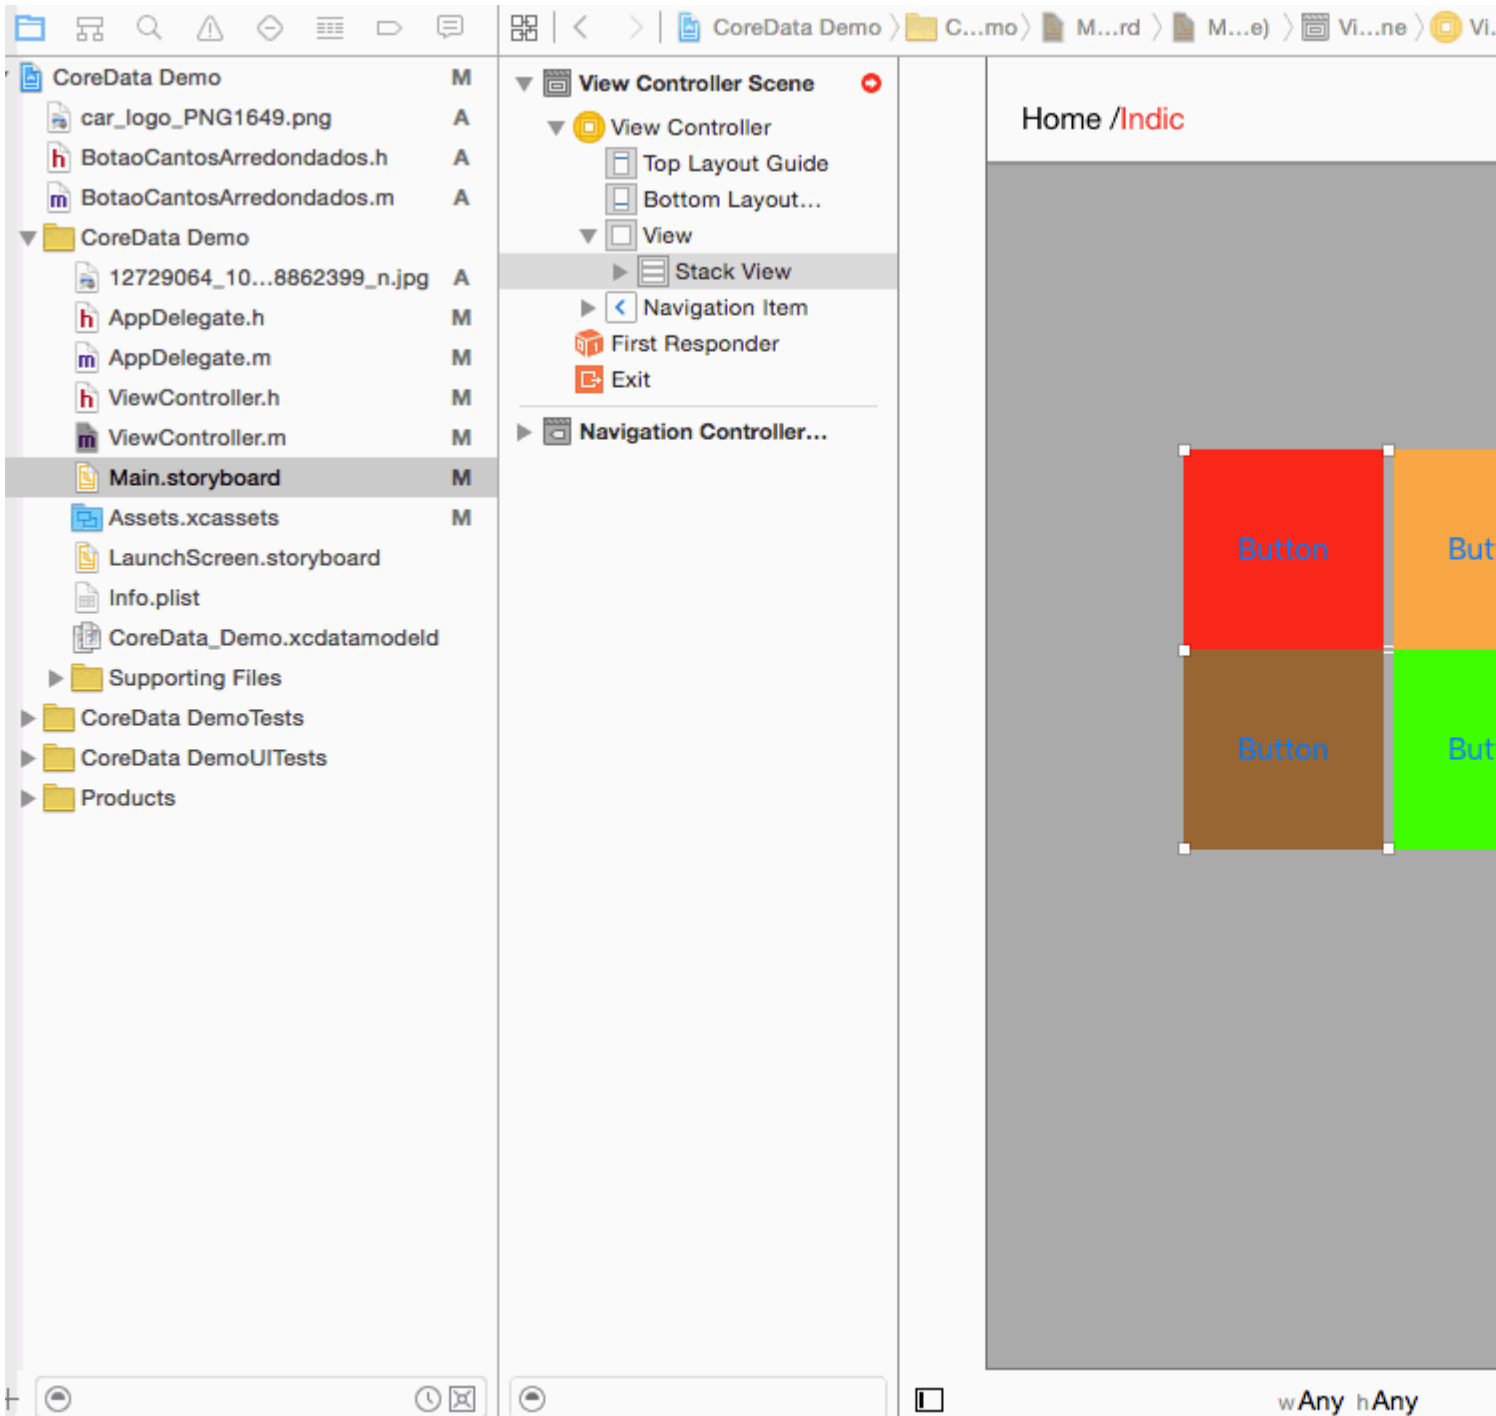 CoreData Demo C...mo M...rd M...e) Vi...ne Vi...
CoreData Demo M
car_logo_PNG1649.png A
BotaoCantosArredondados.h A
BotaoCantosArredondados.m A
CoreData Demo
12729064_10...8862399_n.jpg A
AppDelegate.h M
AppDelegate.m M
ViewController.h M
ViewController.m M
Main.storyboard M
Assets.xcassets M
LaunchScreen.storyboard
Info.plist
CoreData_Demo.xcdatamodeld
Supporting Files
CoreData DemoTests
CoreData DemoUITests
Products
View Controller Scene
View Controller
Top Layout Guide
Bottom Layout...
View
Stack View
Navigation Item
First Responder
Exit
Navigation Controller...
Home /Indic
Button But
Button But
wAny hAny